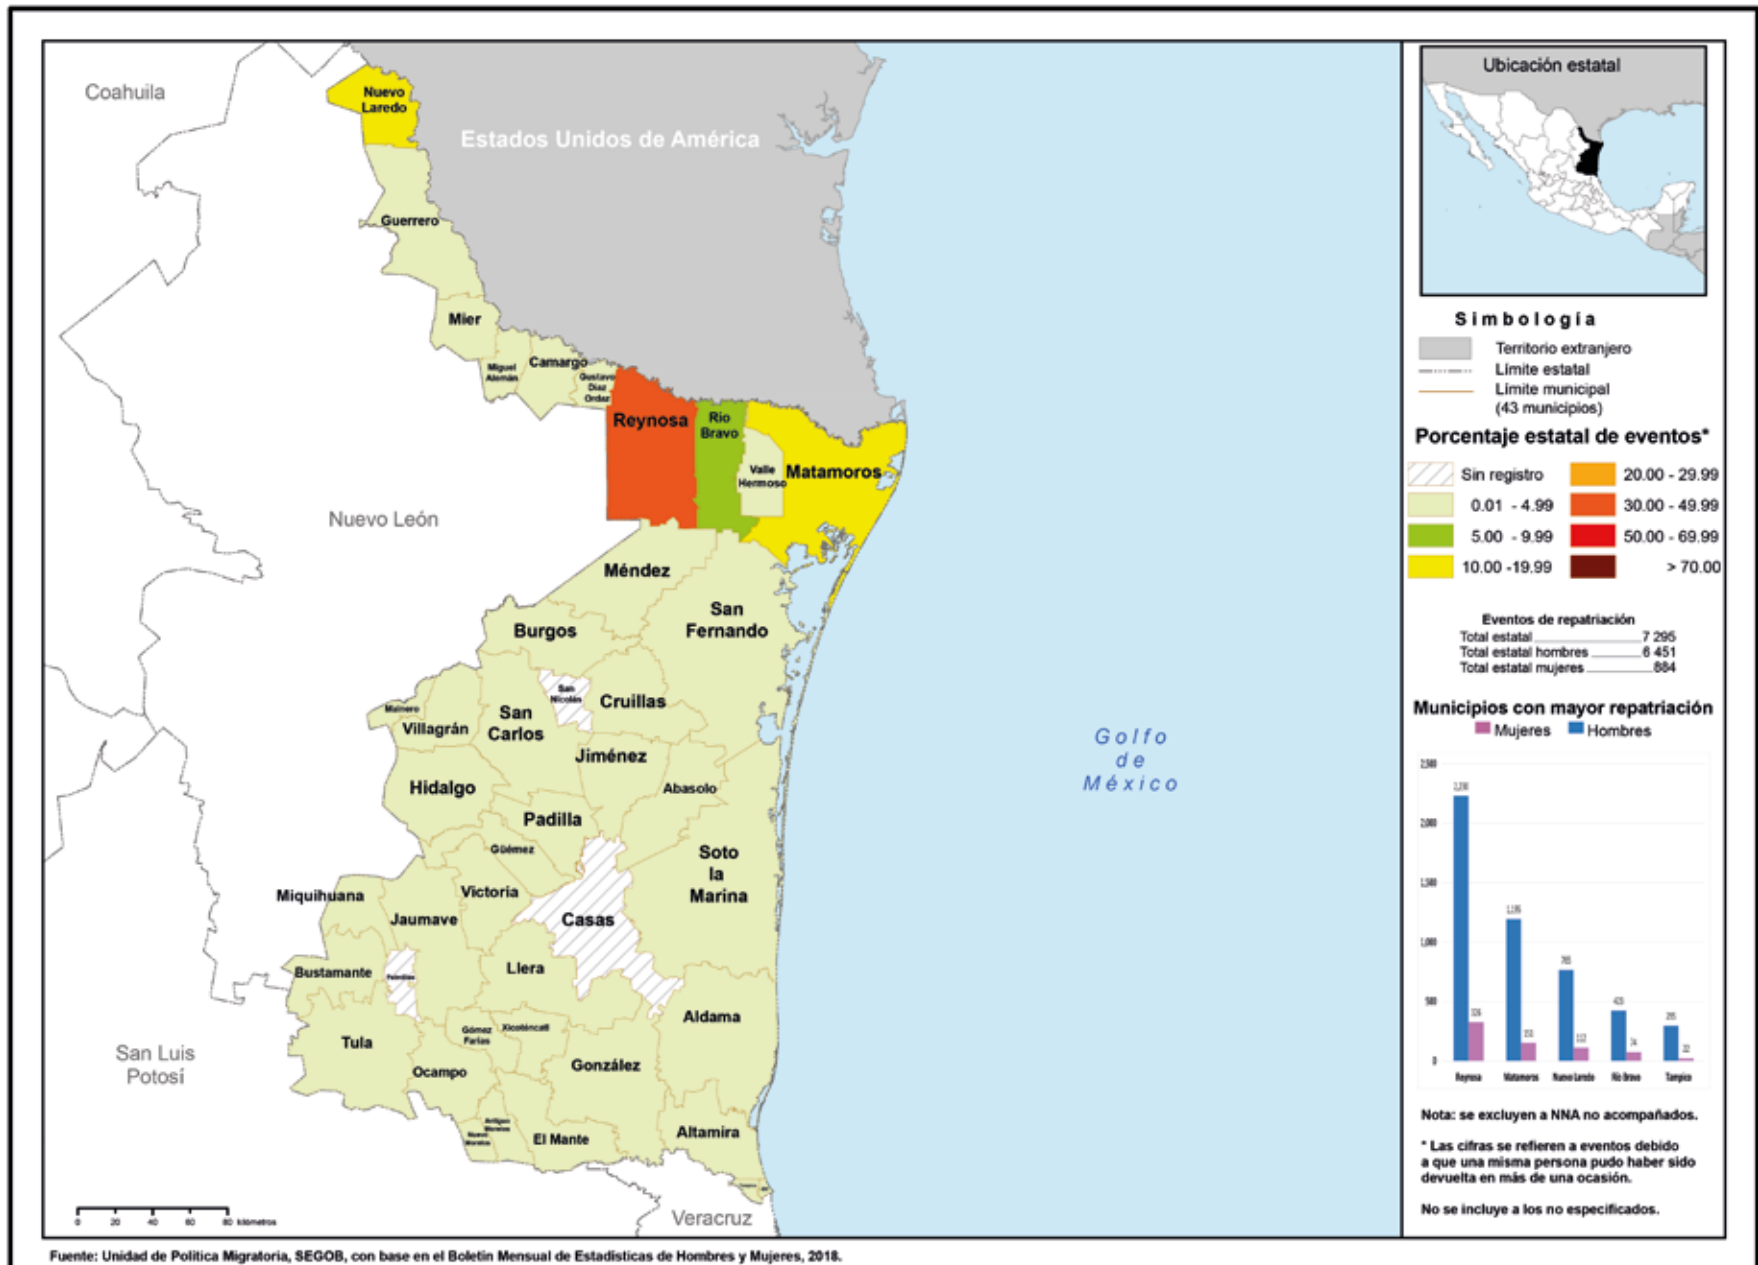 Coahuila
Nuevo
Laredo
Estados Unidos de América
Guerrero
Mier
Miguel
Alemán
Camargo
Gustavo
Díaz
Ordaz
Reynosa
Río
Bravo
Valle
Hermoso
Matamoros
Nuevo León
Méndez
San
Fernando
Burgos
San
Nicolás
Cruillas
Mainero
Villagrán
San
Carlos
Jiménez
Hidalgo
Abasolo
Padilla
Güémez
Soto
la
Marina
Miquihuana
Victoria
Jaumave
Casas
Bustamante
Llera
Aldama
Tula
Gómez
Farías
Xicoténcatl
González
Ocampo
San Luis
Potosí
Antiguo
Morelos
Nuevo
Morelos
El Mante
Altamira
Veracruz
0 20 40 60 80 kilómetros
Golfo
de
México
Ubicación estatal
Simbología
Territorio extranjero
Límite estatal
Límite municipal
(43 municipios)
Porcentaje estatal de eventos*
Sin registro
0.01 - 4.99
5.00 - 9.99
10.00 -19.99
20.00 - 29.99
30.00 - 49.99
50.00 - 69.99
> 70.00
Eventos de repatriación
Total estatal 7 295
Total estatal hombres 6 451
Total estatal mujeres 884
Municipios con mayor repatriación
Mujeres Hombres
2,500
2,000
1,500
1,000
500
0
Reynosa Matamoros Nuevo Laredo Río Bravo Tampico
Nota: se excluyen a NNA no acompañados.
* Las cifras se refieren a eventos debido
a que una misma persona pudo haber sido
devuelta en más de una ocasión.
No se incluye a los no especificados.
Fuente: Unidad de Política Migratoria, SEGOB, con base en el Boletín Mensual de Estadísticas de Hombres y Mujeres, 2018.